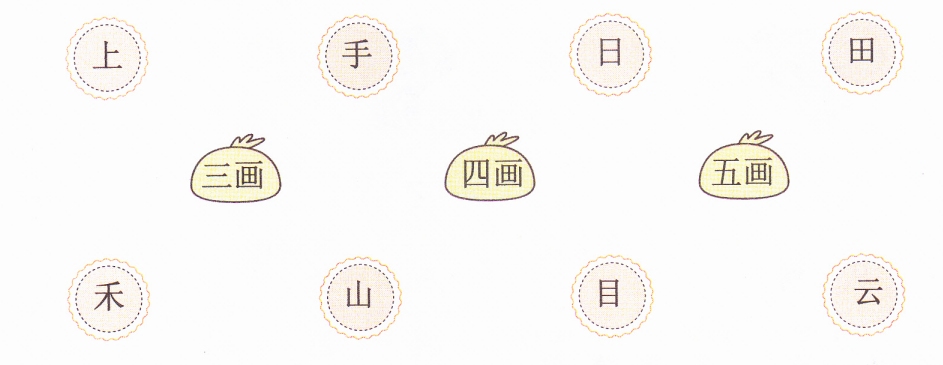 上 手 日 田
三画 四画 五画
禾 山 目 云